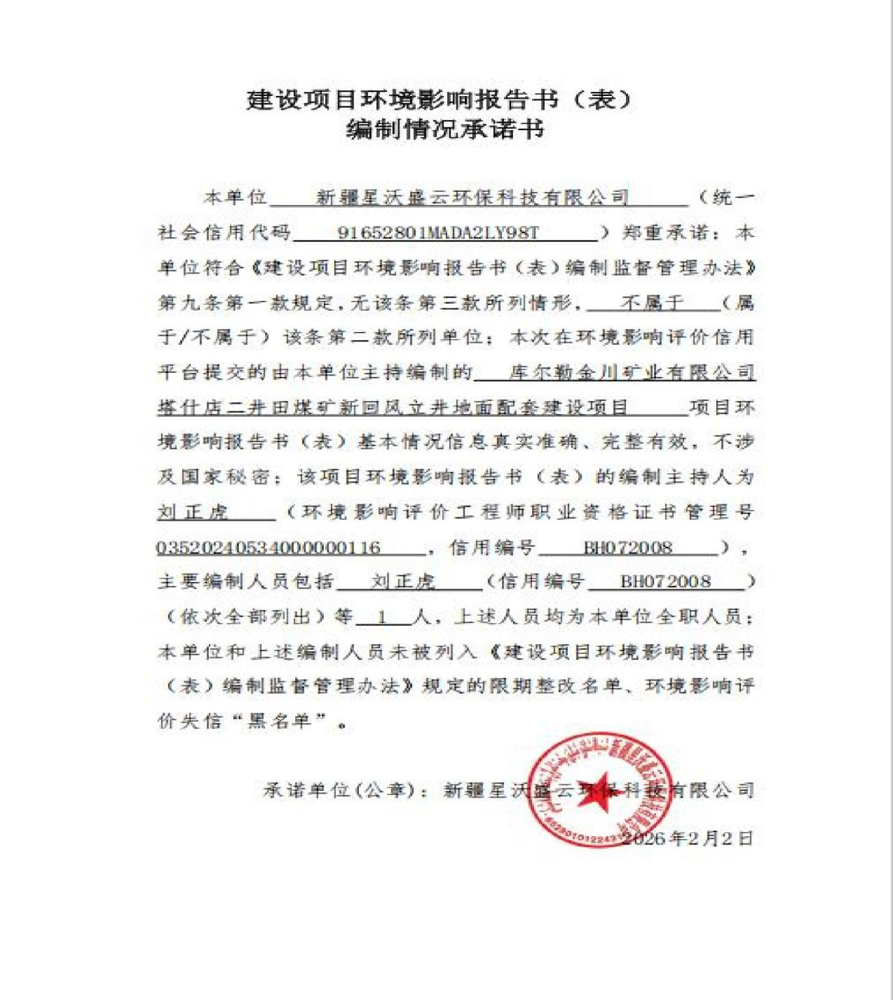 建设项目环境影响报告书（表）
编制情况承诺书
本单位 新疆星沃盛云环保科技有限公司 （统一
社会信用代码 91652801MADA2LY98T ）郑重承诺：本
单位符合《建设项目环境影响报告书（表）编制监督管理办法》
第九条第一款规定，无该条第三款所列情形， 不属于 （属
于/不属于）该条第二款所列单位；本次在环境影响评价信用
平台提交的由本单位主持编制的 库尔勒金川矿业有限公司
塔什店二井田煤矿新回风立井地面配套建设项目 项目环
境影响报告书（表）基本情况信息真实准确、完整有效，不涉
及国家秘密；该项目环境影响报告书（表）的编制主持人为
刘正虎 （环境影响评价工程师职业资格证书管理号
03520240534000000116 ，信用编号 BH072008 ），
主要编制人员包括 刘正虎 （信用编号 BH072008 ）
（依次全部列出）等 1 人，上述人员均为本单位全职人员；
本单位和上述编制人员未被列入《建设项目环境影响报告书
（表）编制监督管理办法》规定的限期整改名单、环境影响评
价失信“黑名单”。
承诺单位(公章)：新疆星沃盛云环保科技有限公司
2026年2月2日